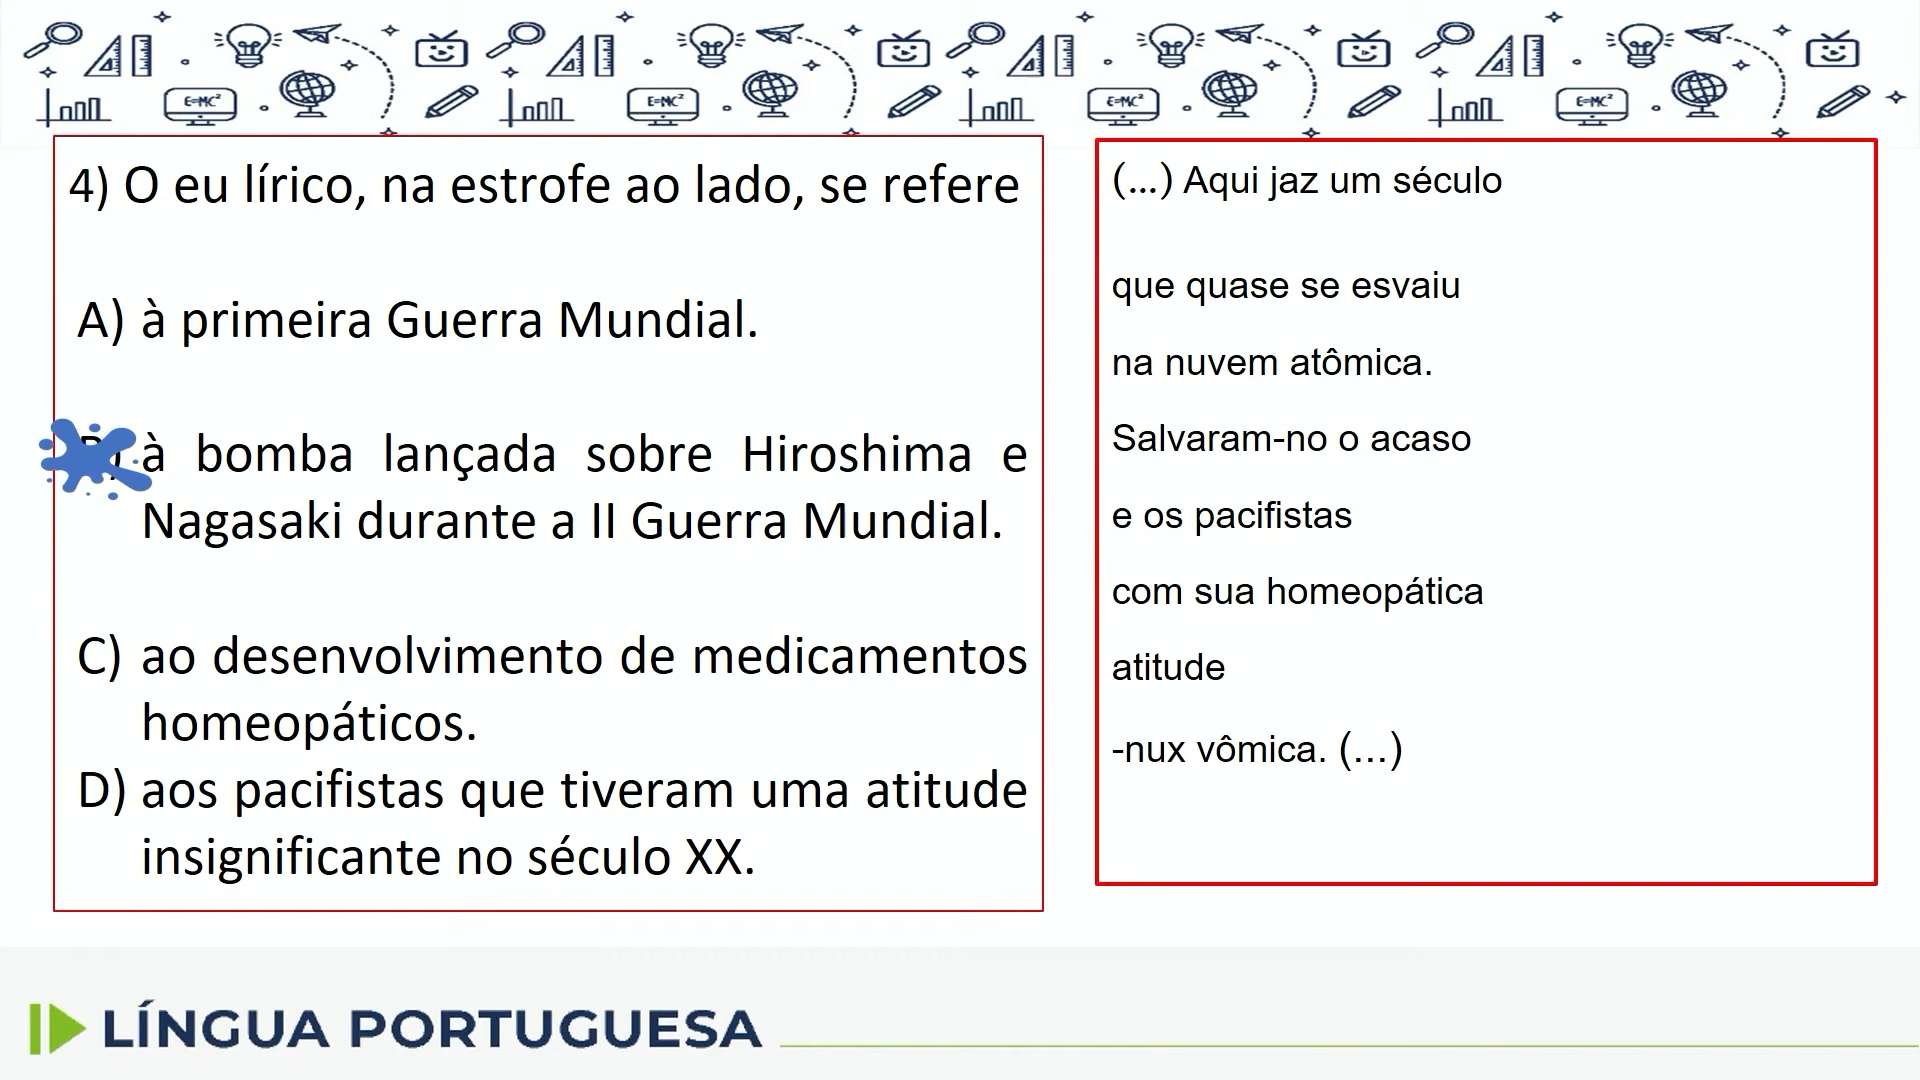 E=MC²
E=MC²
E=MC²
E=MC²
4) O eu lírico, na estrofe ao lado, se refere
A) à primeira Guerra Mundial.
à bomba lançada sobre Hiroshima e
Nagasaki durante a II Guerra Mundial.
C) ao desenvolvimento de medicamentos
homeopáticos.
D) aos pacifistas que tiveram uma atitude
insignificante no século XX.
(...) Aqui jaz um século
que quase se esvaiu
na nuvem atômica.
Salvaram-no o acaso
e os pacifistas
com sua homeopática
atitude
-nux vômica. (...)
LÍNGUA PORTUGUESA